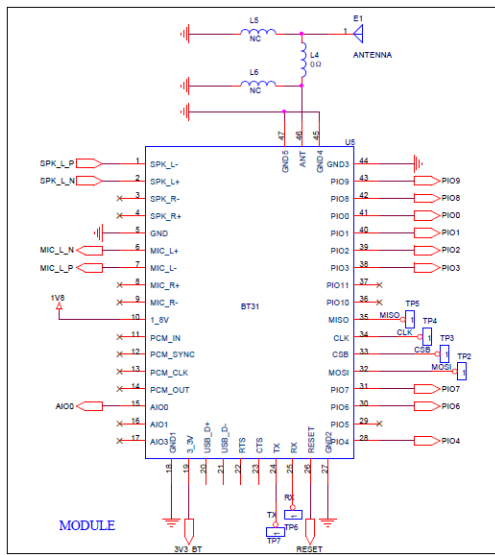 L5
NC
E1
1
ANTENNA
L4
0Ω
L6
NC
47
46
45
U5
GND5
ANT
GND4
SPK_L_P
1
SPK_L-
GND3
44
SPK_L_N
2
SPK_L+
PIO9
43
PIO9
3
SPK_R-
PIO8
42
PIO8
4
SPK_R+
PIO0
41
PIO0
5
GND
PIO1
40
PIO1
MIC_L_N
6
MIC_L+
PIO2
39
PIO2
MIC_L_P
7
MIC_L-
PIO3
38
PIO3
8
MIC_R+
PIO11
37
9
MIC_R-
BT31
PIO10
36
1V8
10
1_8V
MISO
35
MISO
TP5
1
11
PCM_IN
CLK
34
CLK
TP4
1
12
PCM_SYNC
CSB
33
CSB
TP3
1
13
PCM_CLK
MOSI
32
MOSI
TP2
1
14
PCM_OUT
PIO7
31
PIO7
AIO0
15
AIO0
PIO6
30
PIO6
16
AIO1
PIO5
29
17
AIO3
PIO4
28
PIO4
GND1
3_3V
USB_D+
USB_D-
RTS
CTS
TX
RX
RESET
GND2
18
19
20
21
22
23
24
25
26
27
RX
1
TX
TP6
1
TP7
MODULE
3V3_BT
RESET